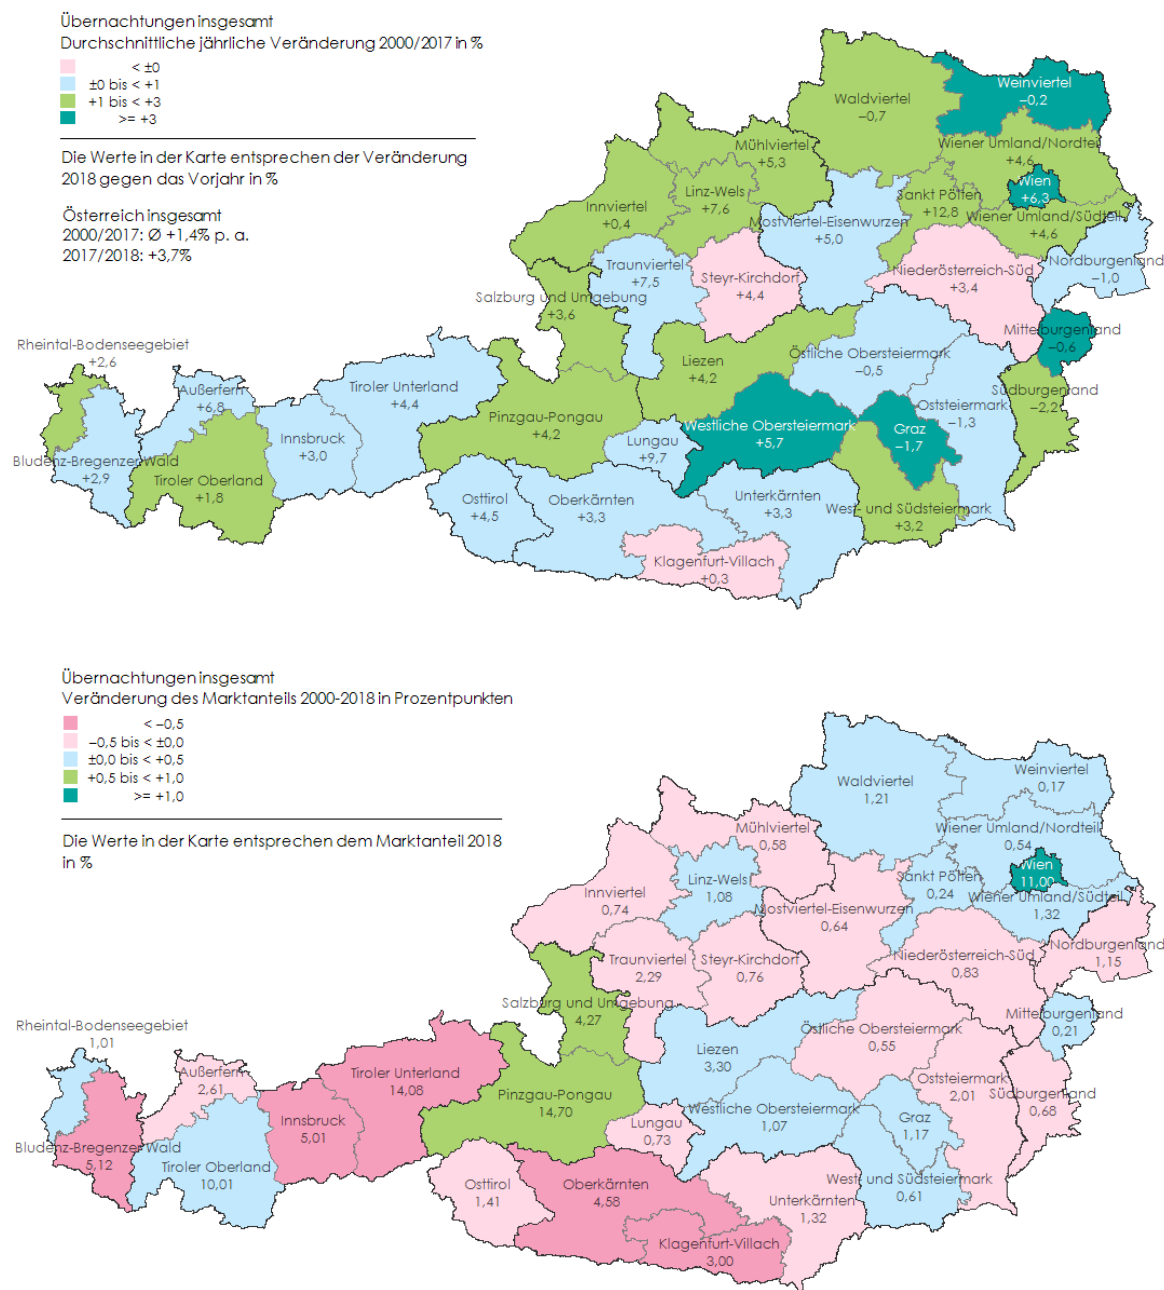 Übernachtungen insgesamt
Durchschnittliche jährliche Veränderung 2000/2017 in %
< ±0
±0 bis < +1
+1 bis < +3
>= +3
Die Werte in der Karte entsprechen der Veränderung
2018 gegen das Vorjahr in %
Österreich insgesamt
2000/2017: Ø +1,4% p. a.
2017/2018: +3,7%
Weinviertel
−0,2
Waldviertel
−0,7
Mühlviertel
+5,3
Wiener Umland/Nordteil
+4,6
Wien
+6,3
Linz-Wels
+7,6
Sankt Pölten
+12,8
Innviertel
+0,4
Mostviertel-Eisenwurzen
+5,0
Wiener Umland/Südteil
+4,6
Traunviertel
+7,5
Steyr-Kirchdorf
+4,4
Niederösterreich-Süd
+3,4
Nordburgenland
−1,0
Salzburg und Umgebung
+3,6
Mittelburgenland
−0,6
Rheintal-Bodenseegebiet
+2,6
Liezen
+4,2
Östliche Obersteiermark
−0,5
Außerfern
+6,8
Tiroler Unterland
+4,4
Südburgenland
−2,2
Oststeiermark
−1,3
Pinzgau-Pongau
+4,2
Westliche Obersteiermark
+5,7
Graz
−1,7
Innsbruck
+3,0
Lungau
+9,7
Bludenz-Bregenzer Wald
+2,9
Tiroler Oberland
+1,8
Osttirol
+4,5
Oberkärnten
+3,3
Unterkärnten
+3,3
West- und Südsteiermark
+3,2
Klagenfurt-Villach
+0,3
Übernachtungen insgesamt
Veränderung des Marktanteils 2000-2018 in Prozentpunkten
< −0,5
−0,5 bis < ±0,0
±0,0 bis < +0,5
+0,5 bis < +1,0
>= +1,0
Die Werte in der Karte entsprechen dem Marktanteil 2018
in %
Weinviertel
0,17
Waldviertel
1,21
Mühlviertel
0,58
Wiener Umland/Nordteil
0,54
Wien
11,00
Linz-Wels
1,08
Sankt Pölten
0,24
Innviertel
0,74
Mostviertel-Eisenwurzen
0,64
Wiener Umland/Südteil
1,32
Traunviertel
2,29
Steyr-Kirchdorf
0,76
Niederösterreich-Süd
0,83
Nordburgenland
1,15
Salzburg und Umgebung
4,27
Mittelburgenland
0,21
Rheintal-Bodenseegebiet
1,01
Liezen
3,30
Östliche Obersteiermark
0,55
Außerfern
2,61
Tiroler Unterland
14,08
Oststeiermark
2,01
Südburgenland
0,68
Pinzgau-Pongau
14,70
Westliche Obersteiermark
1,07
Graz
1,17
Innsbruck
5,01
Lungau
0,73
Bludenz-Bregenzer Wald
5,12
Tiroler Oberland
10,01
Osttirol
1,41
Oberkärnten
4,58
Unterkärnten
1,32
West- und Südsteiermark
0,61
Klagenfurt-Villach
3,00